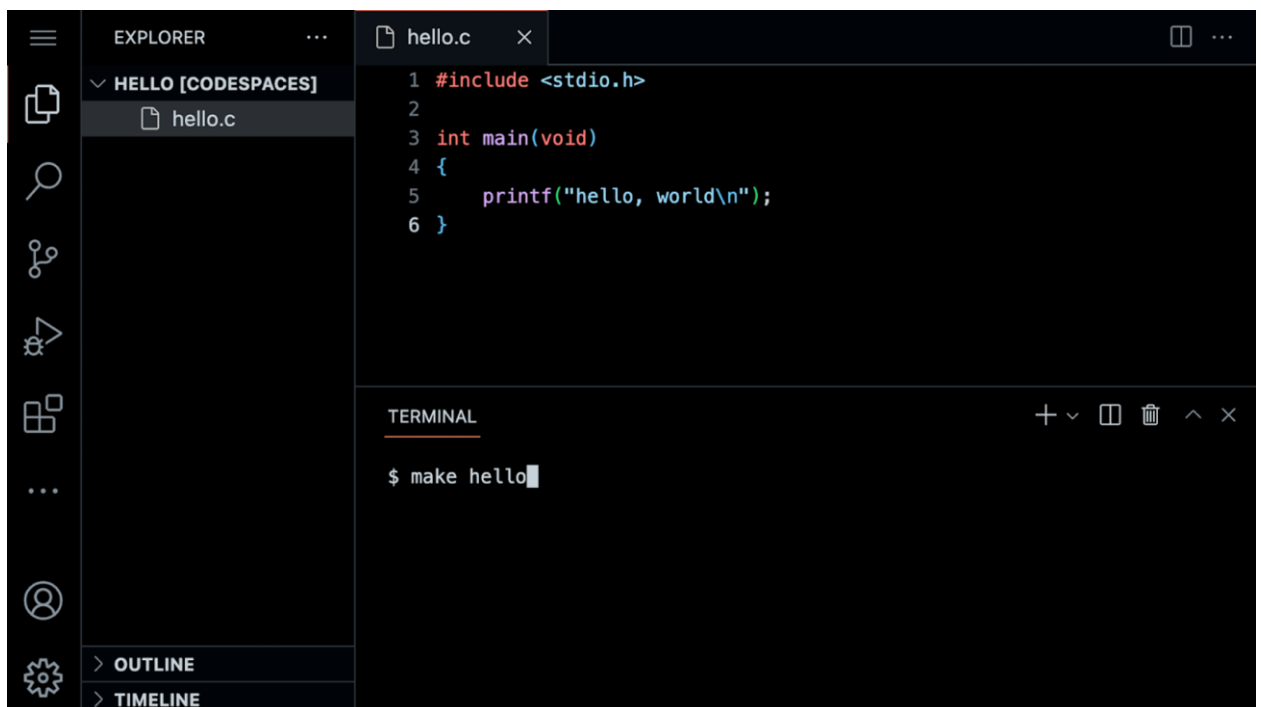 EXPLORER
hello.c
HELLO [CODESPACES]
hello.c
1 #include <stdio.h>
2
3 int main(void)
4 {
5     printf("hello, world\n");
6 }
TERMINAL
$ make hello
OUTLINE
TIMELINE